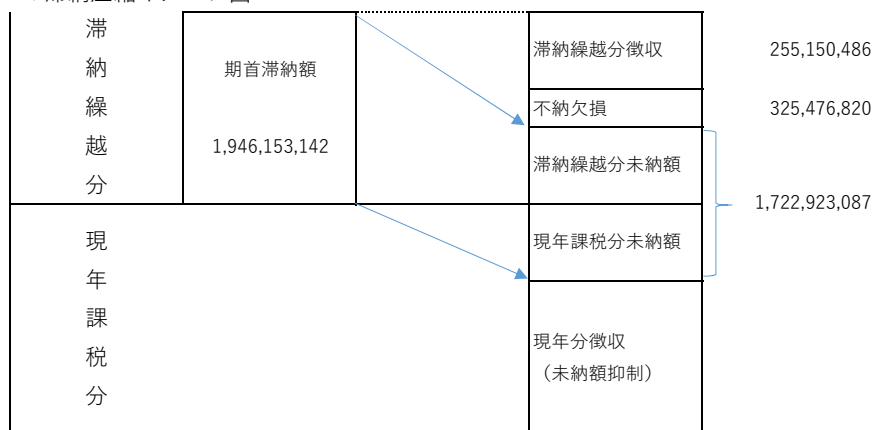 滞納繰越分
期首滞納額
1,946,153,142
滞納繰越分徴収
255,150,486
不納欠損
325,476,820
滞納繰越分未納額
1,722,923,087
現年課税分
現年課税分未納額
現年分徴収
（未納額抑制）